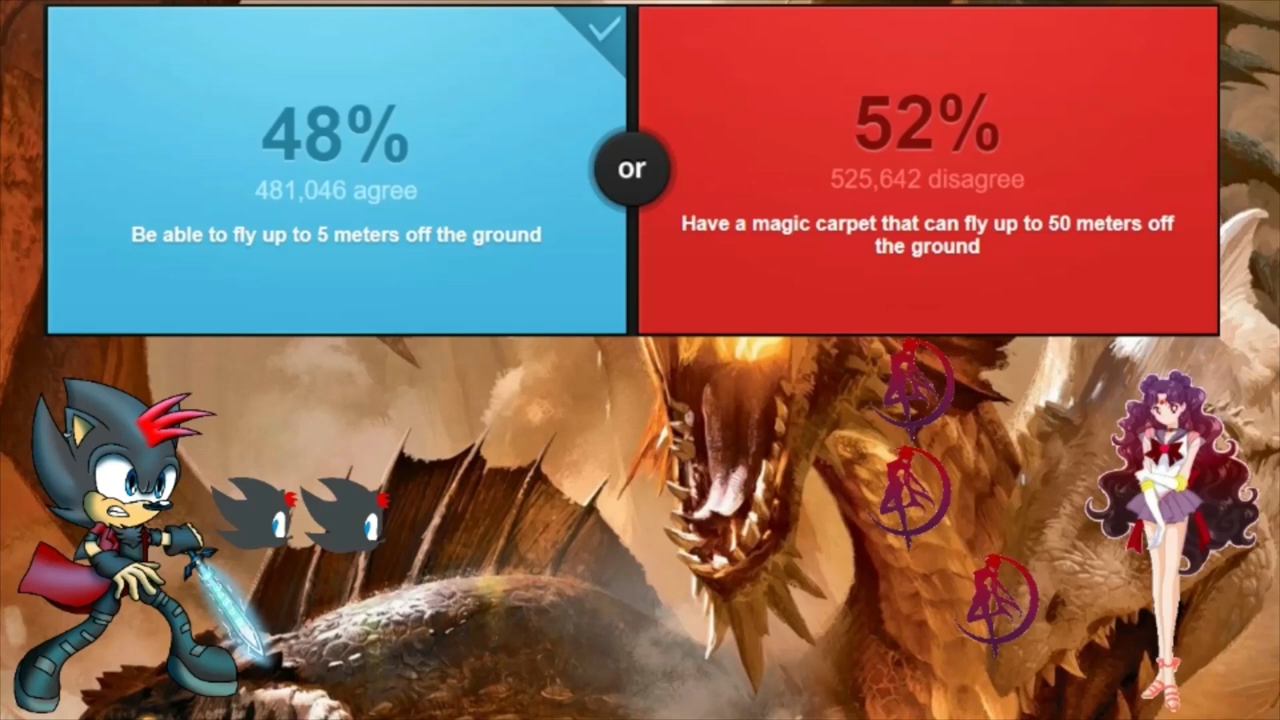 48%
481,046 agree
Be able to fly up to 5 meters off the ground
or
52%
525,642 disagree
Have a magic carpet that can fly up to 50 meters off
the ground